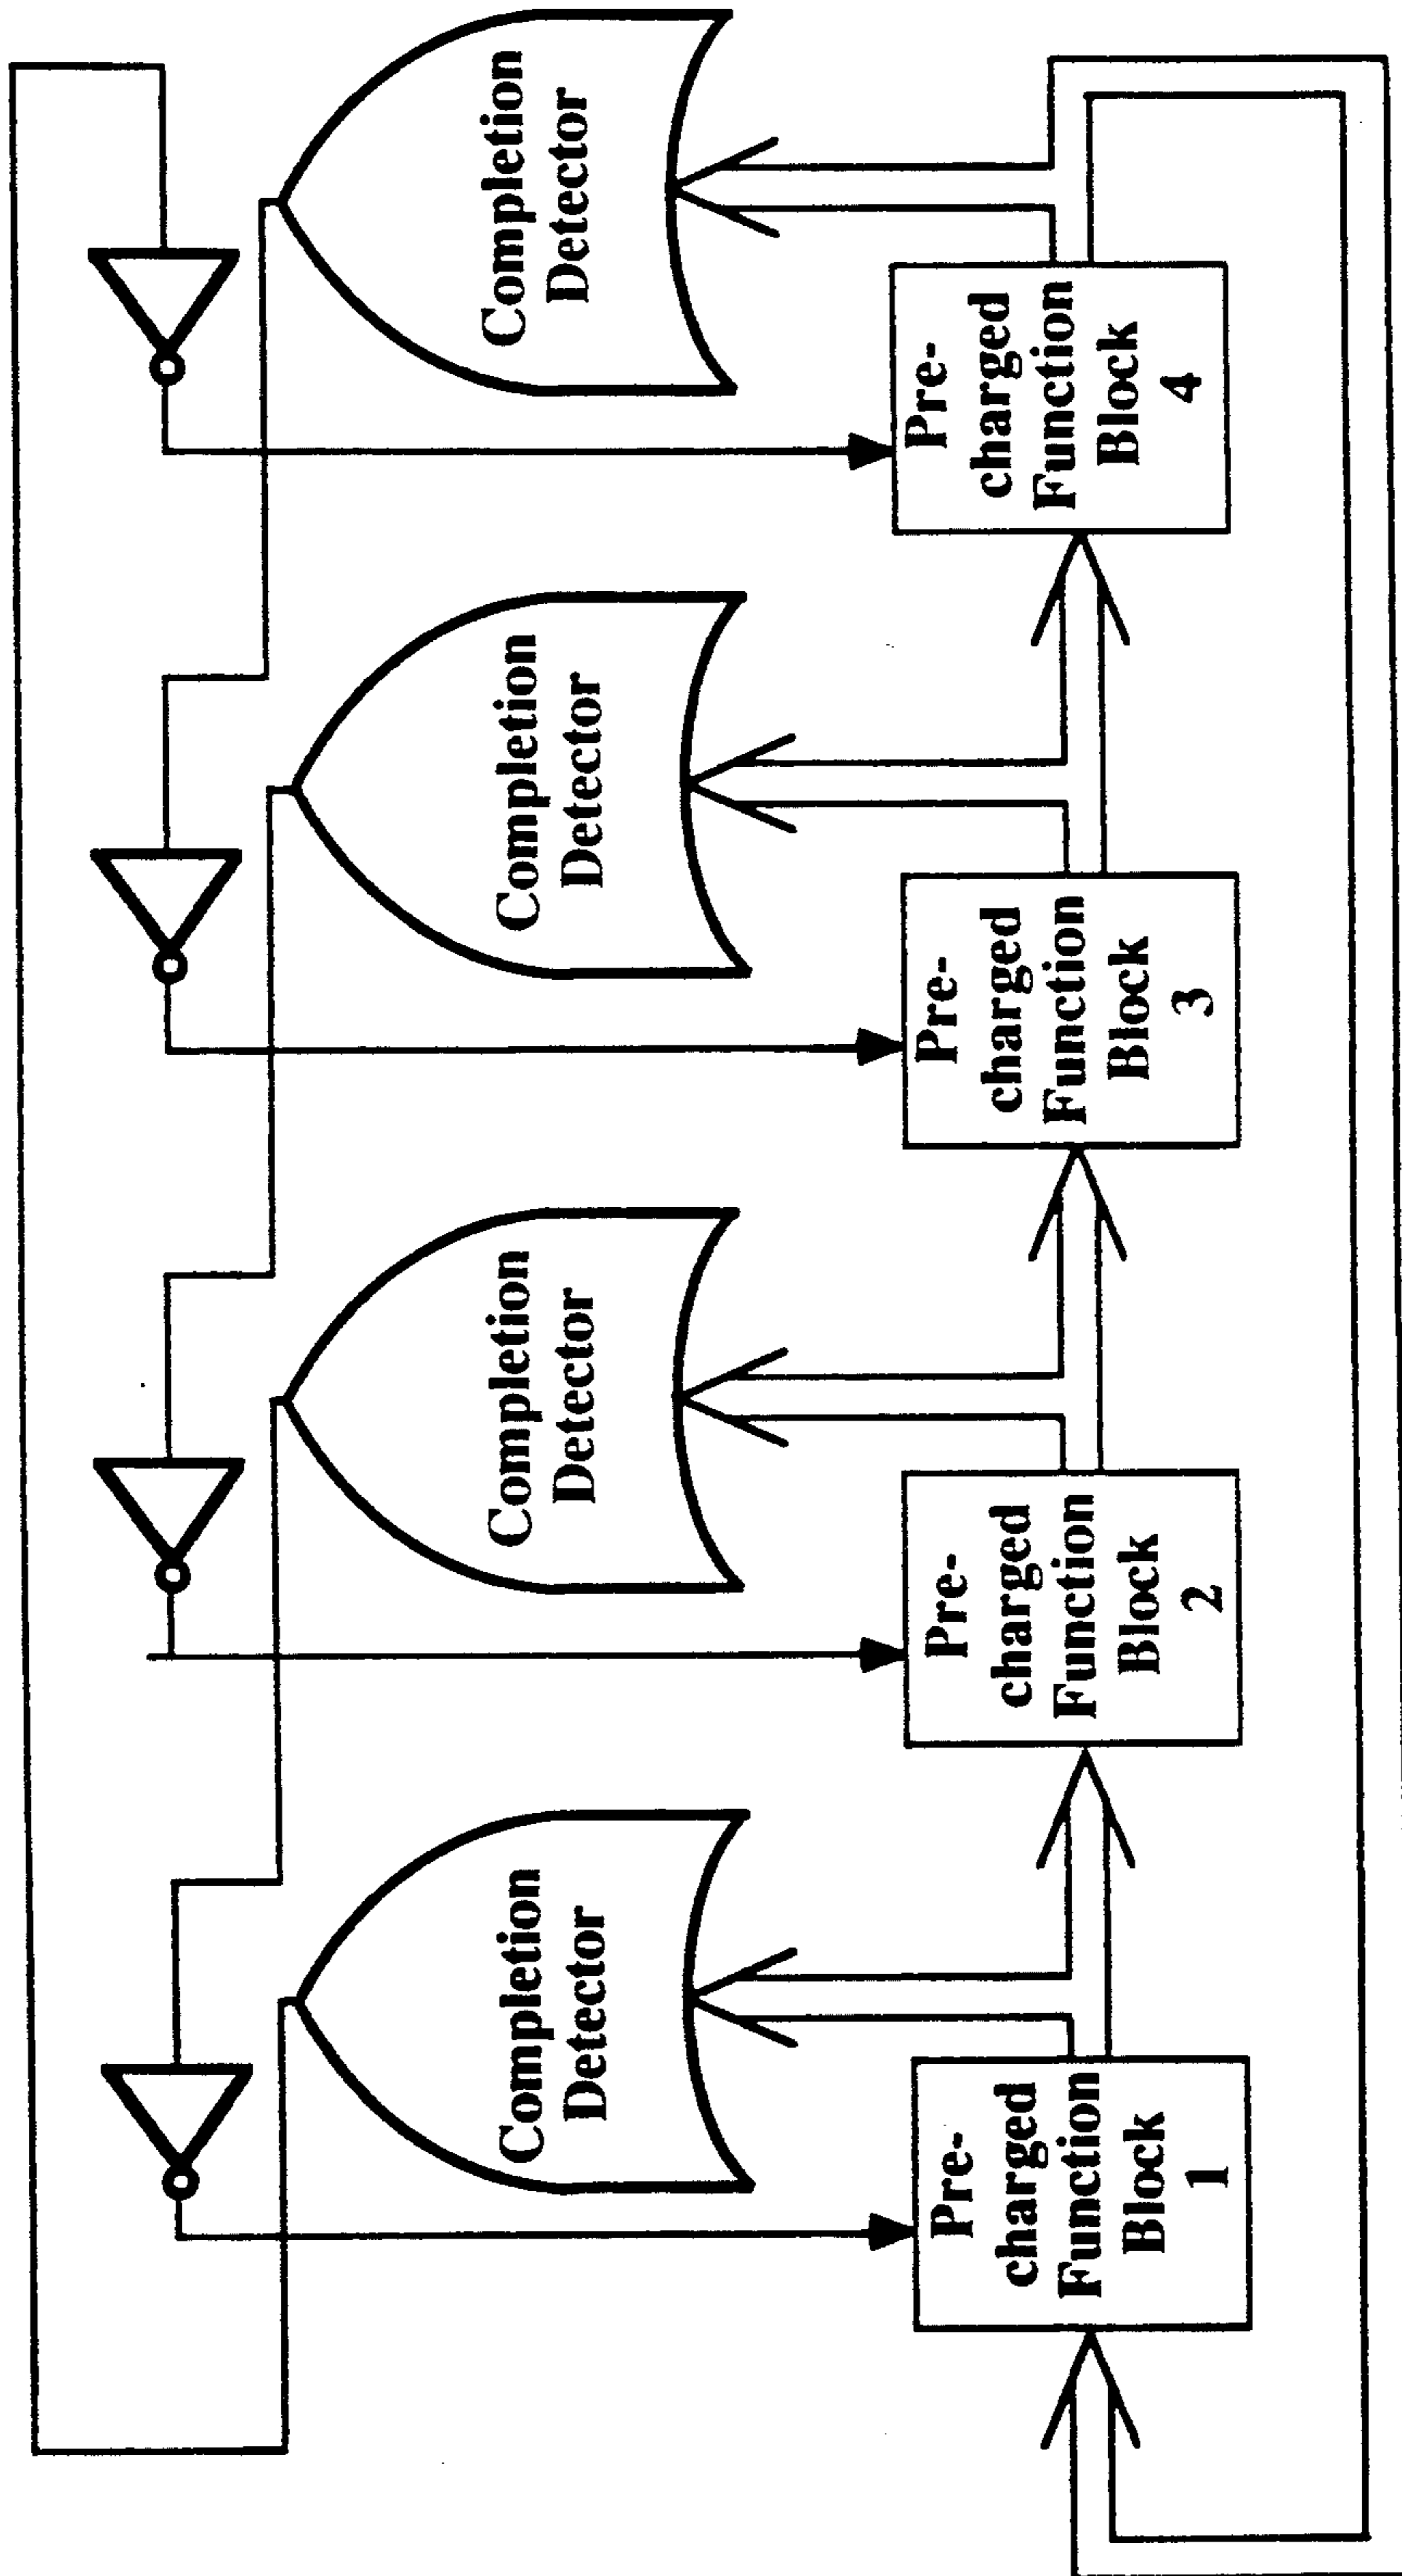 Completion
Detector
Completion
Detector
Completion
Detector
Completion
Detector
Pre-
charged
Function
Block
1
Pre-
charged
Function
Block
2
Pre-
charged
Function
Block
3
Pre-
charged
Function
Block
4